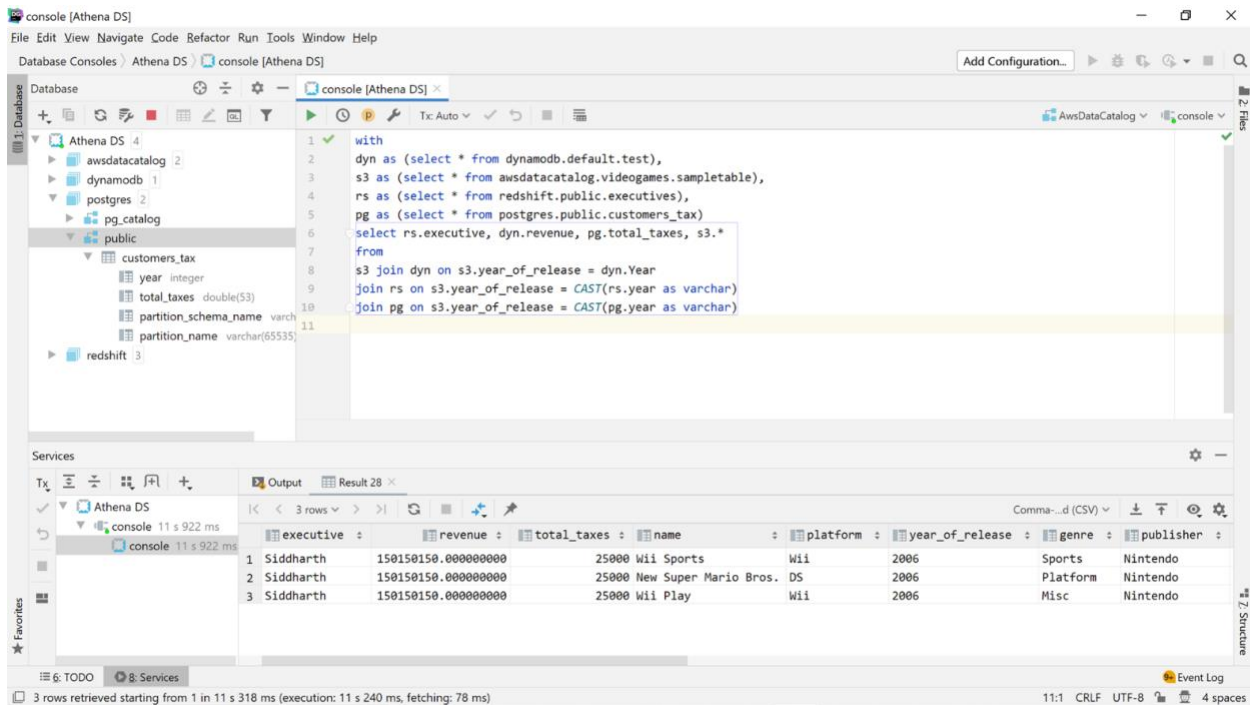 console [Athena DS]
File Edit View Navigate Code Refactor Run Tools Window Help
Database Consoles Athena DS console [Athena DS]
Add Configuration...
1: Database
Database
console [Athena DS]
2: Files
Tx: Auto
AwsDataCatalog
console
Athena DS 4
awsdatacatalog 2
dynamodb 1
postgres 2
pg_catalog
public
customers_tax
year integer
total_taxes double(53)
partition_schema_name varch
partition_name varchar(65535)
redshift 3
1 with
2 dyn as (select * from dynamodb.default.test),
3 s3 as (select * from awsdatacatalog.videogames.sampletable),
4 rs as (select * from redshift.public.executives),
5 pg as (select * from postgres.public.customers_tax)
6 select rs.executive, dyn.revenue, pg.total_taxes, s3.*
7 from
8 s3 join dyn on s3.year_of_release = dyn.Year
9 join rs on s3.year_of_release = CAST(rs.year as varchar)
10 join pg on s3.year_of_release = CAST(pg.year as varchar)
11
Services
Tx
Output Result 28
Athena DS
console 11 s 922 ms
console 11 s 922 ms
3 rows
Comma-...d (CSV)
executive revenue total_taxes name platform year_of_release genre publisher
1 Siddharth 150150150.000000000 25000 Wii Sports Wii 2006 Sports Nintendo
2 Siddharth 150150150.000000000 25000 New Super Mario Bros. DS 2006 Platform Nintendo
3 Siddharth 150150150.000000000 25000 Wii Play Wii 2006 Misc Nintendo
Favorites
Z: Structure
6: TODO 8: Services
9+ Event Log
3 rows retrieved starting from 1 in 11 s 318 ms (execution: 11 s 240 ms, fetching: 78 ms)
11:1 CRLF UTF-8 4 spaces